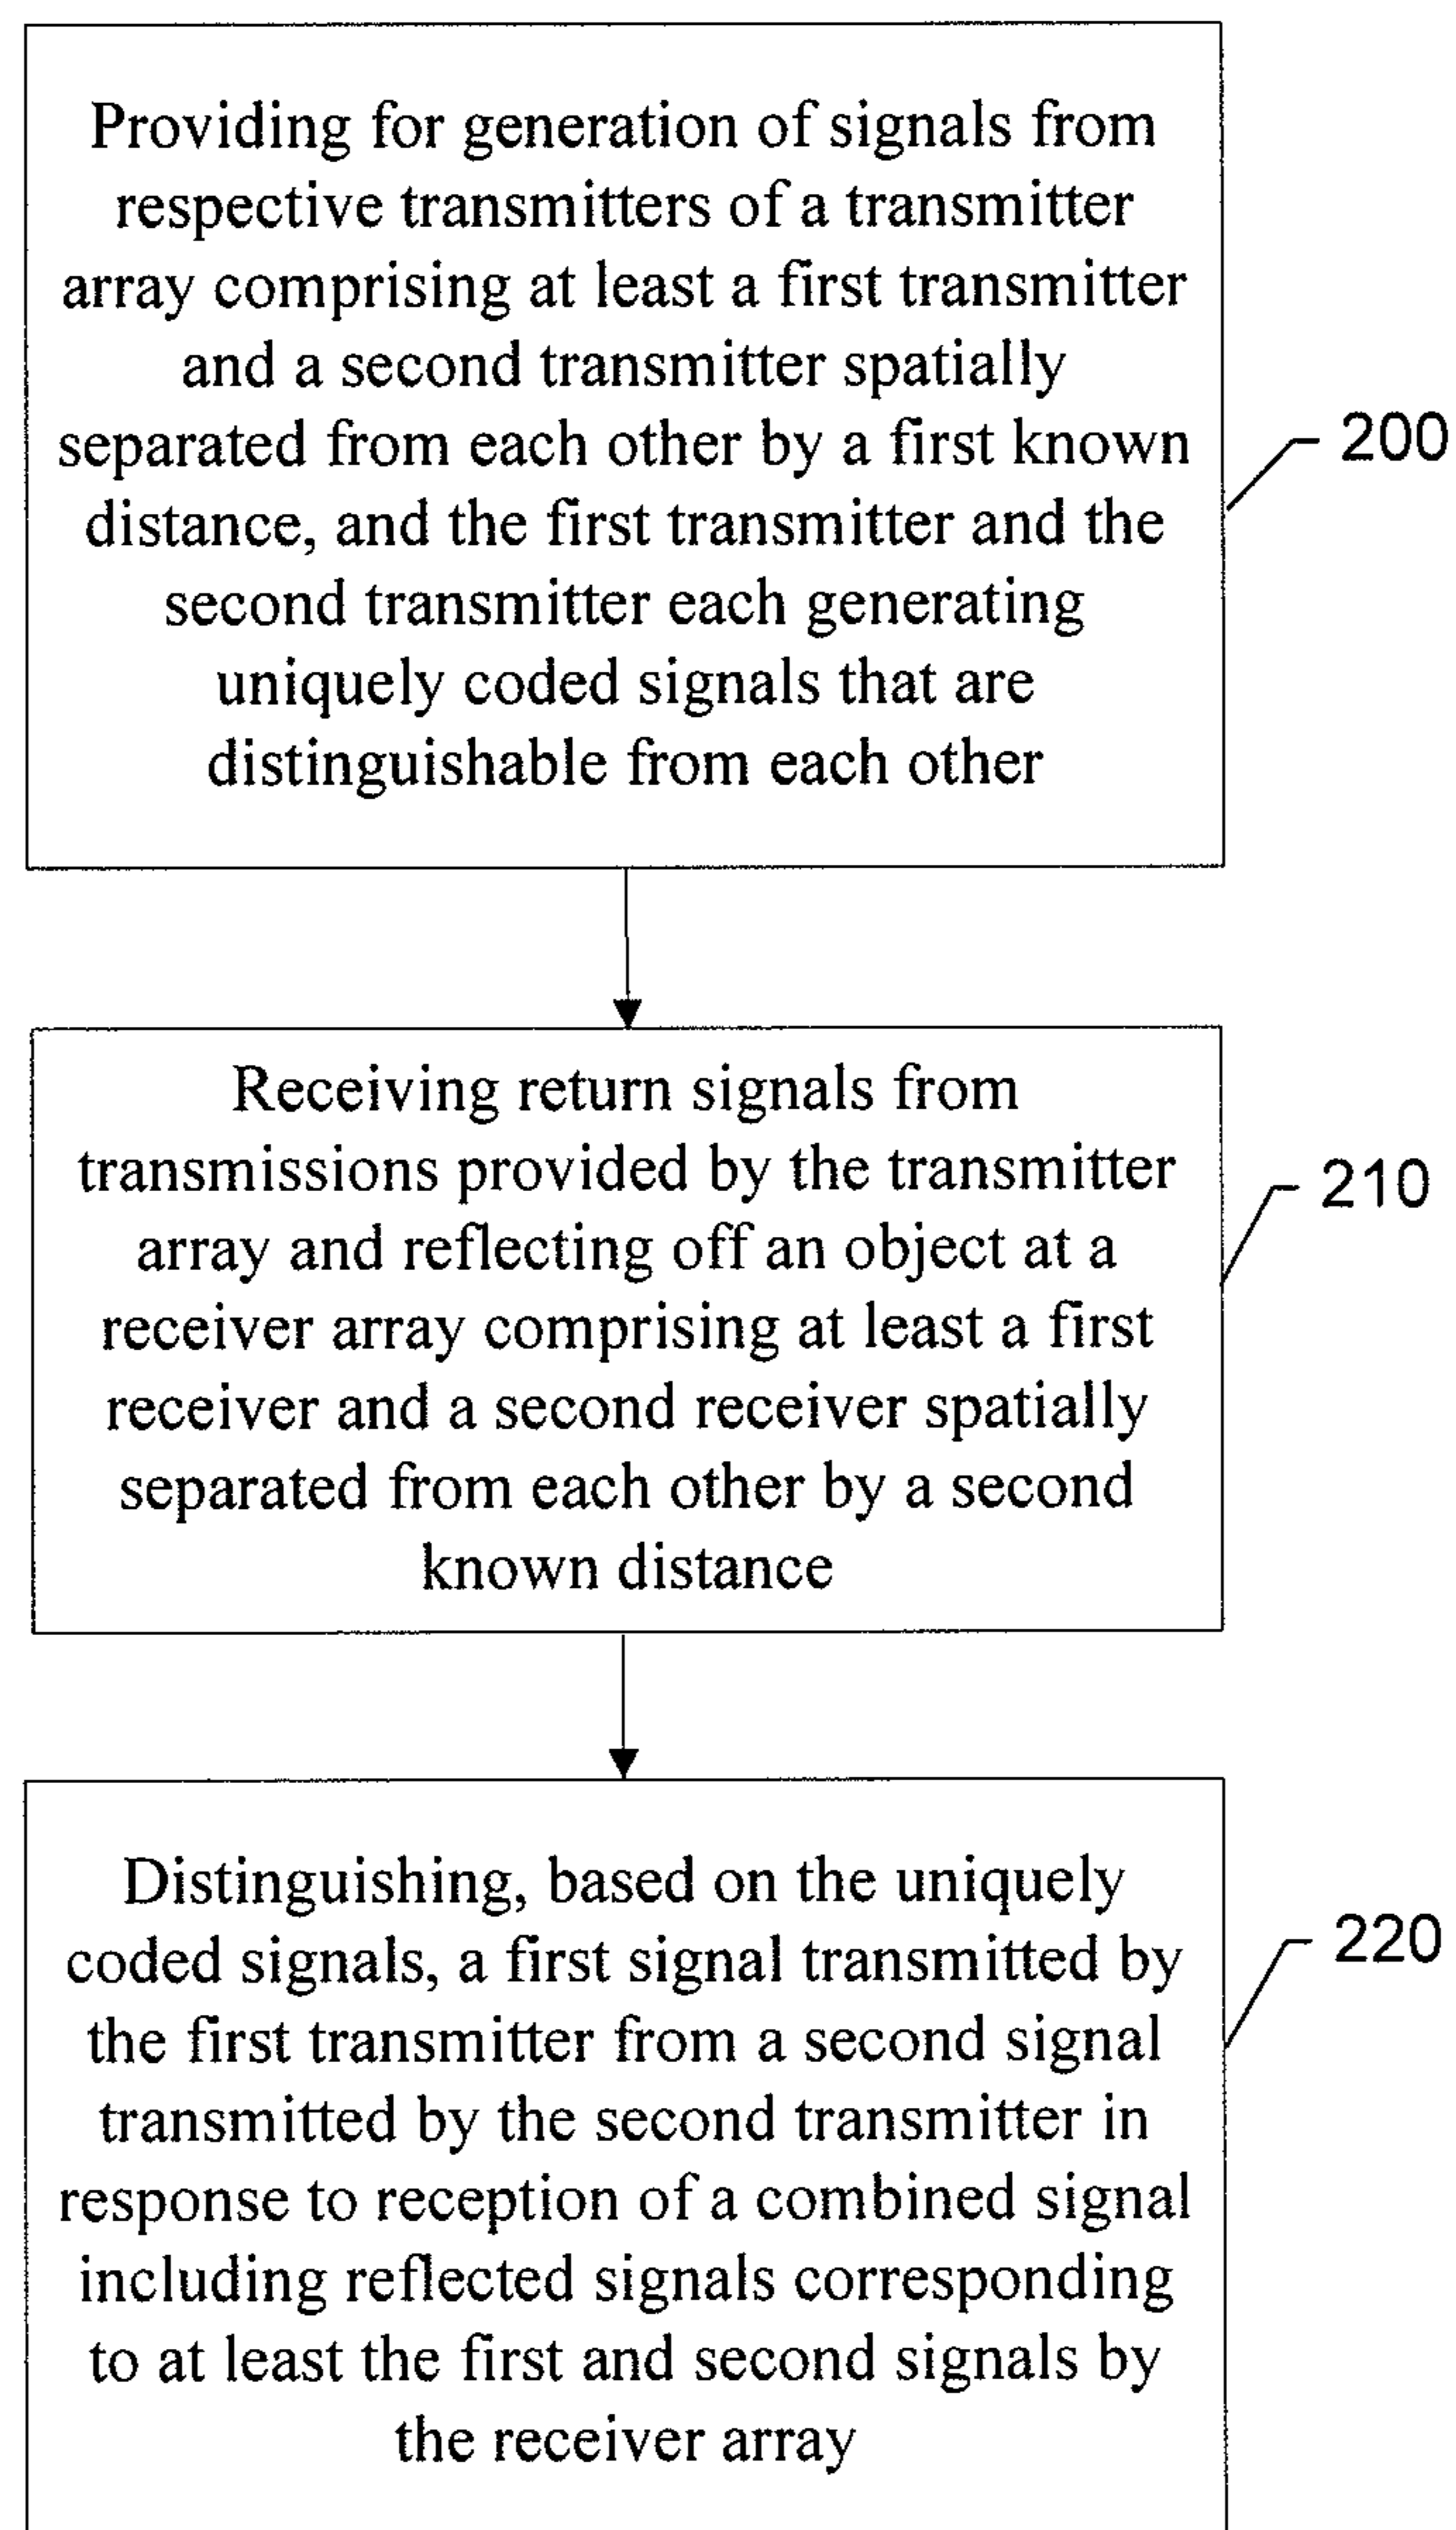 Providing for generation of signals from
respective transmitters of a transmitter
array comprising at least a first transmitter
and a second transmitter spatially
separated from each other by a first known
distance, and the first transmitter and the
second transmitter each generating
uniquely coded signals that are
distinguishable from each other
200
Receiving return signals from
transmissions provided by the transmitter
array and reflecting off an object at a
receiver array comprising at least a first
receiver and a second receiver spatially
separated from each other by a second
known distance
210
Distinguishing, based on the uniquely
coded signals, a first signal transmitted by
the first transmitter from a second signal
transmitted by the second transmitter in
response to reception of a combined signal
including reflected signals corresponding
to at least the first and second signals by
the receiver array
220